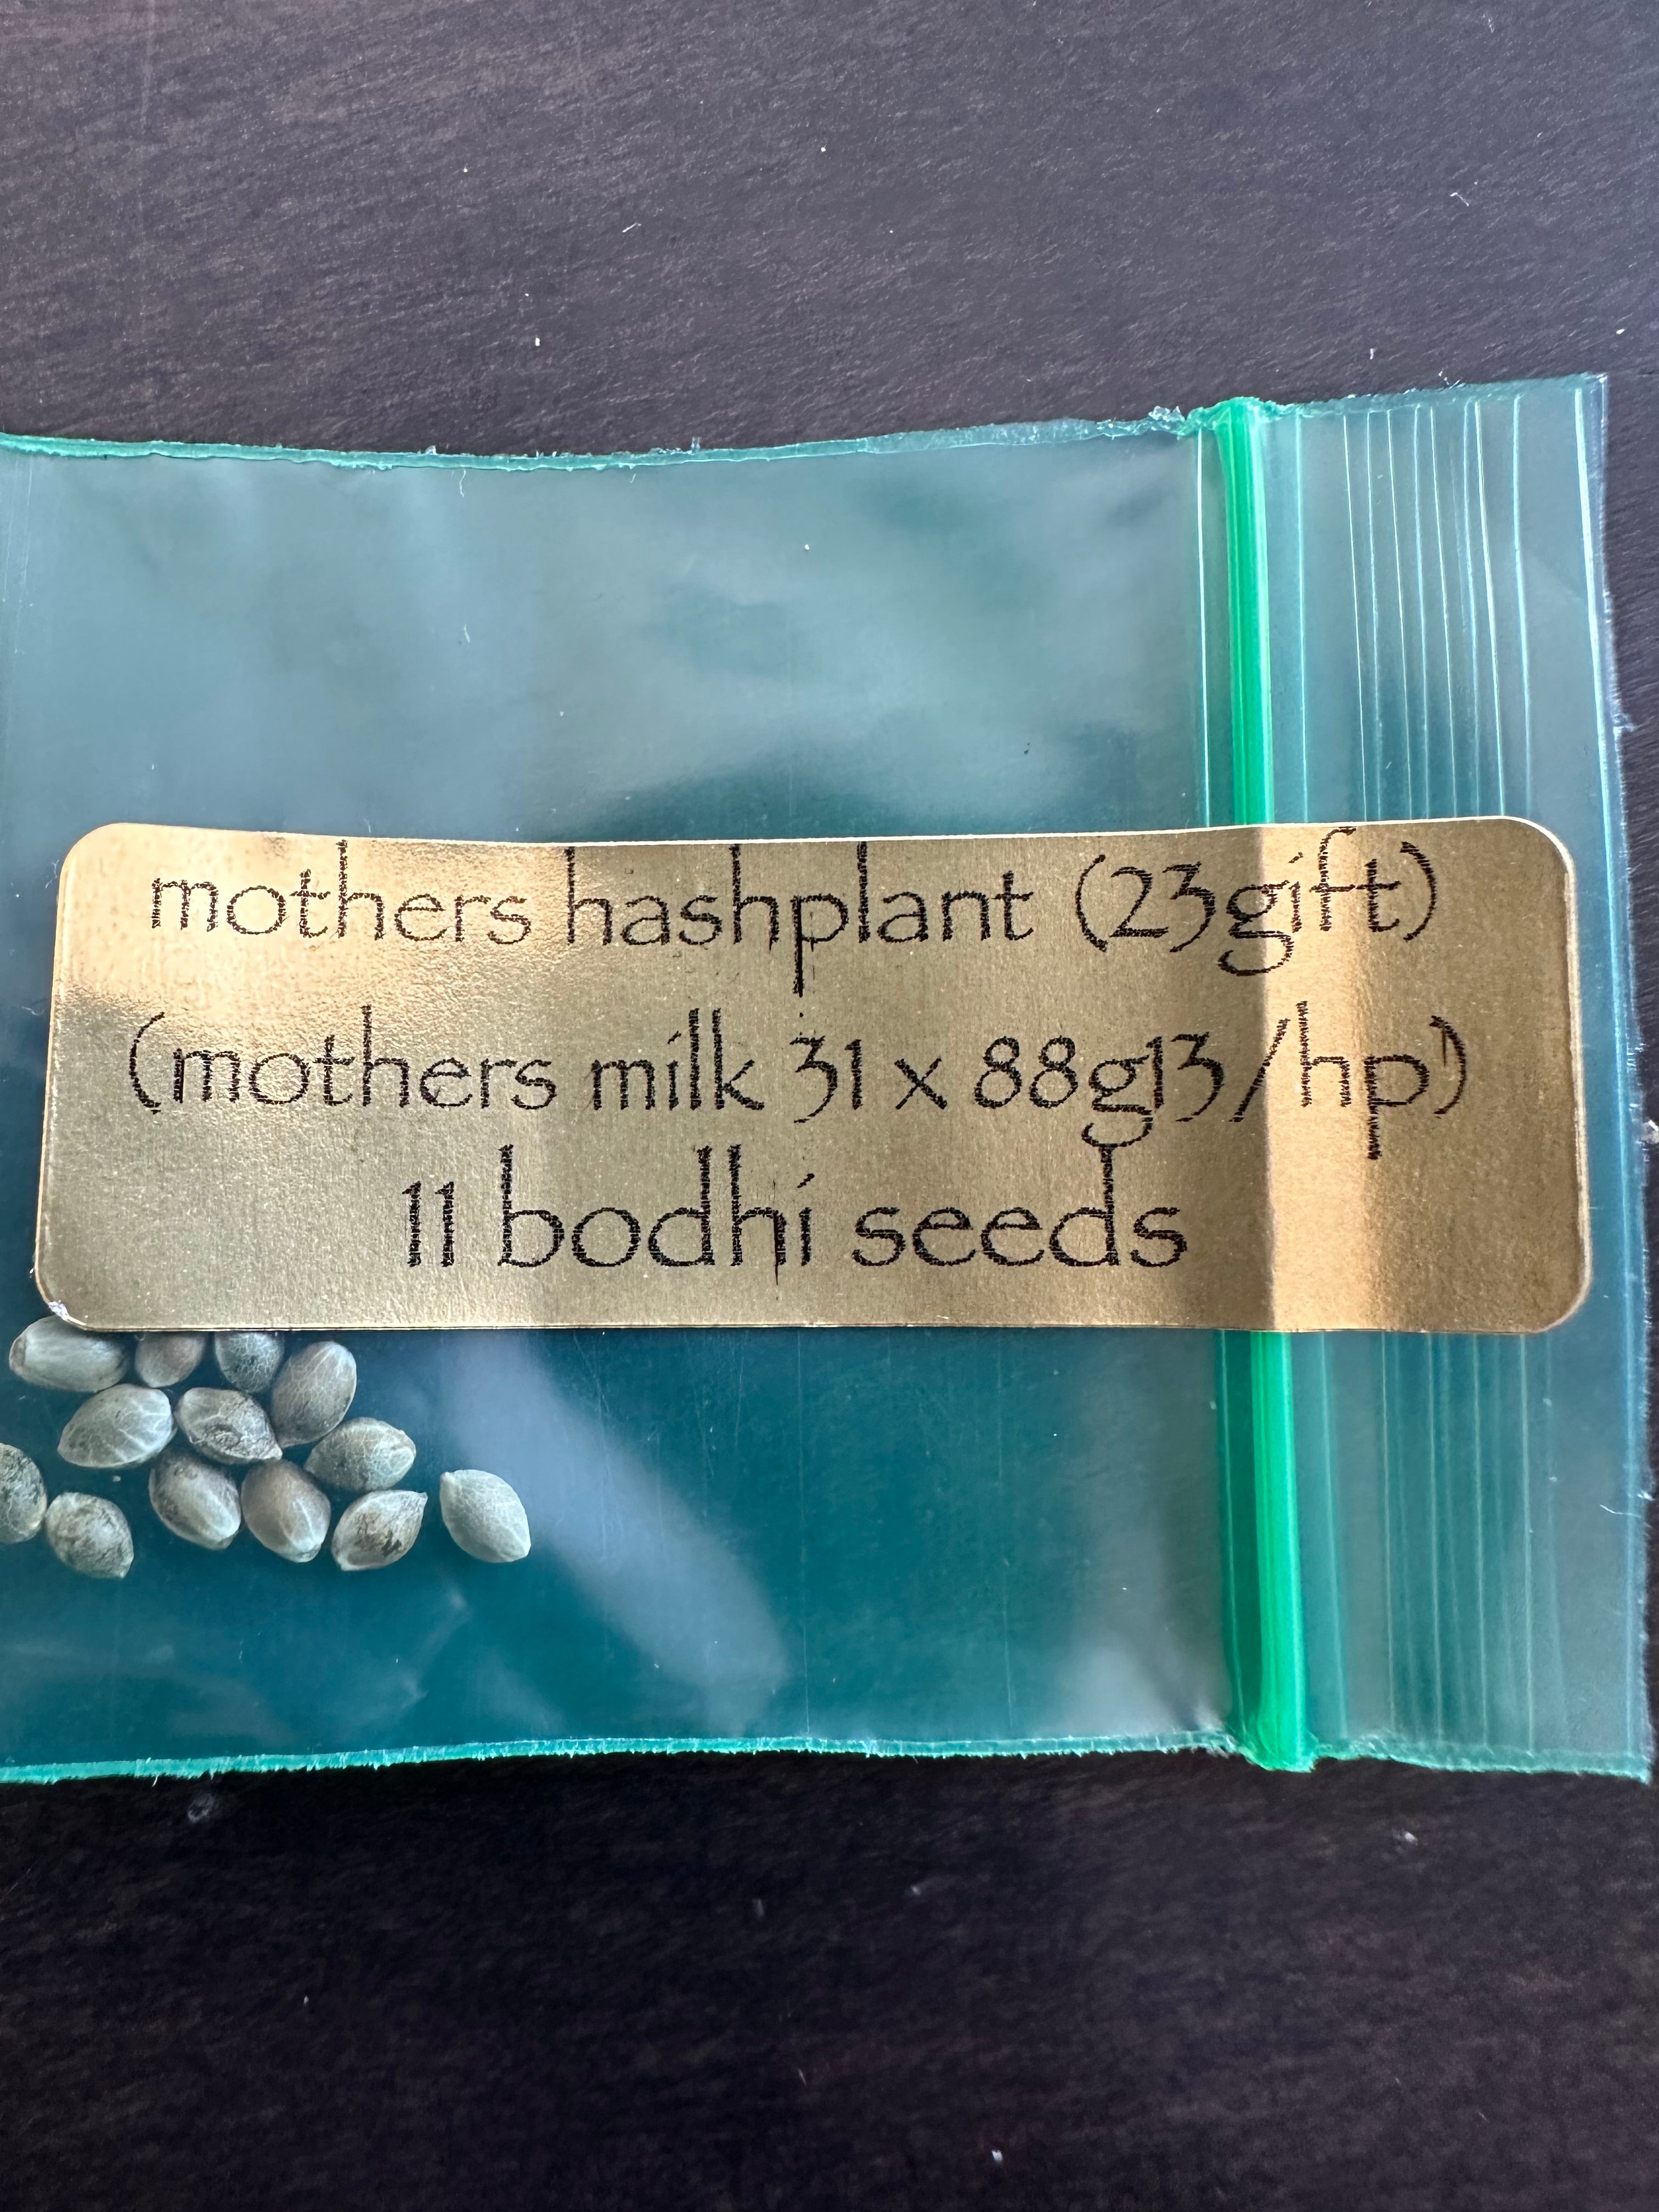 mothers hashplant (23gift)
(mothers milk 31 x 88g13/hp)
11 bodhi seeds